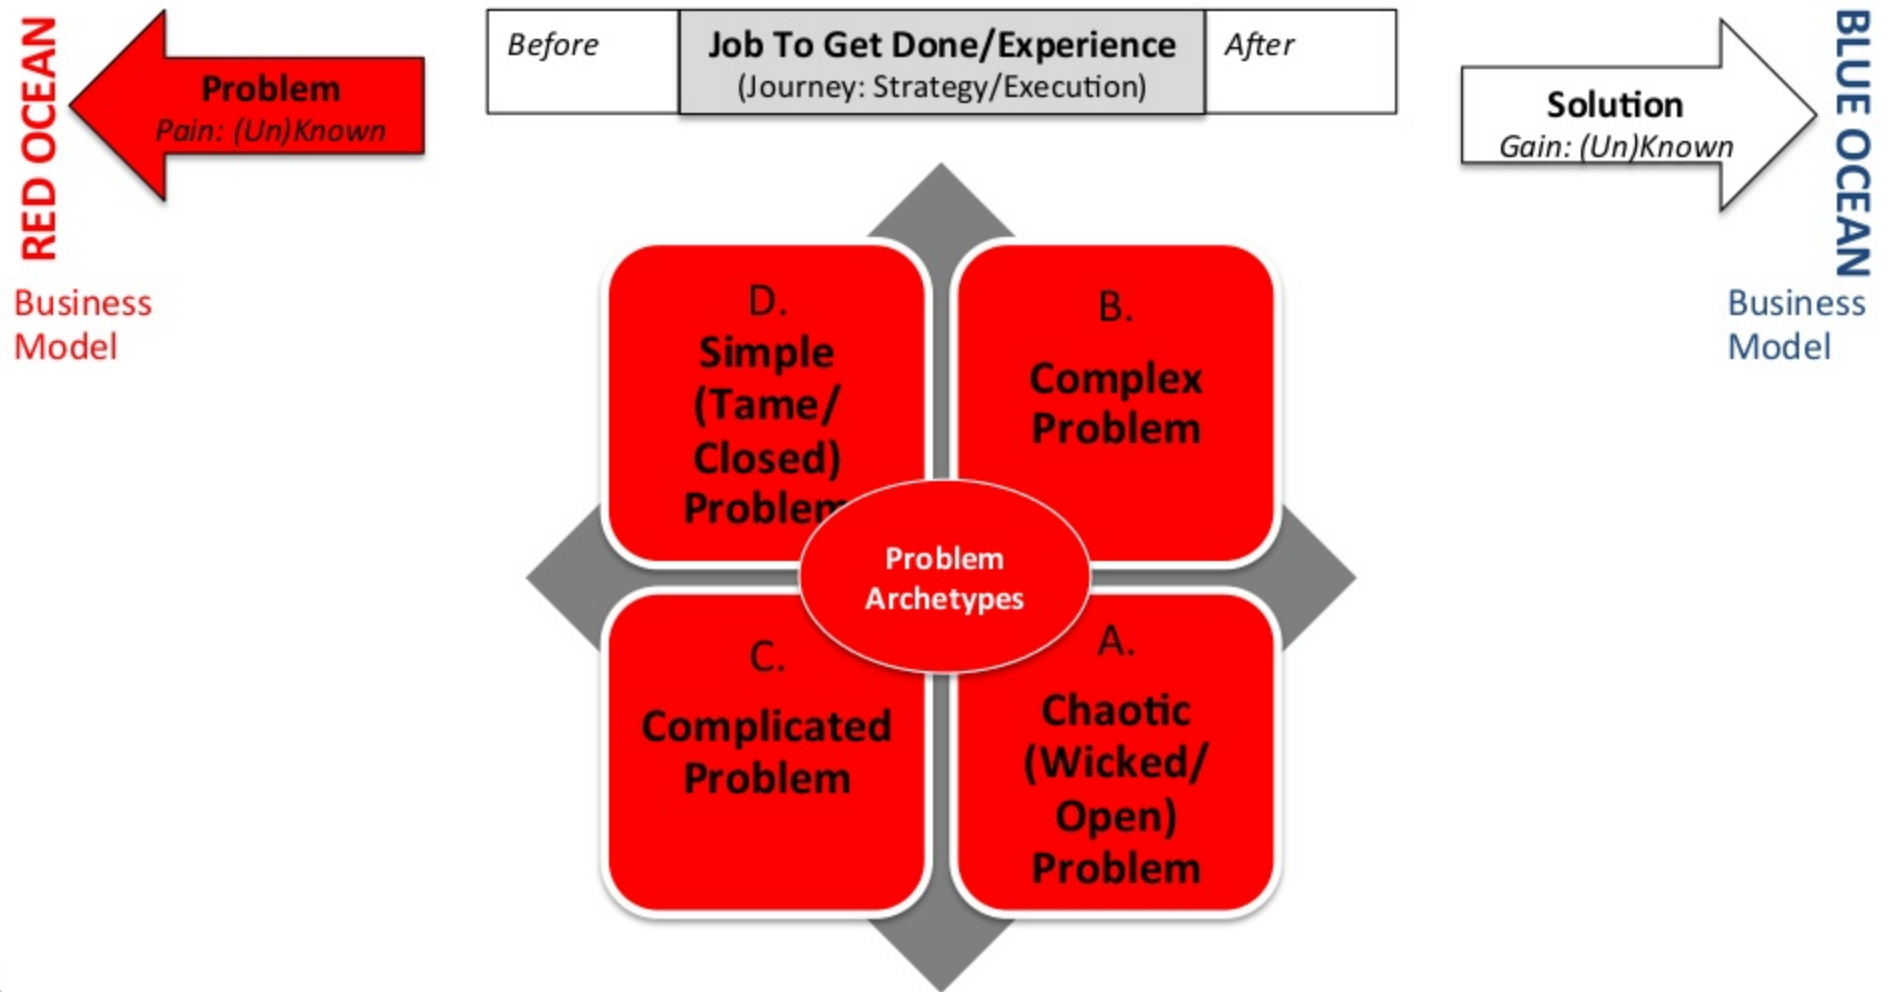 RED OCEAN
Business
Model
Problem
Pain: (Un)Known
Before
Job To Get Done/Experience
(Journey: Strategy/Execution)
After
Solution
Gain: (Un)Known
BLUE OCEAN
Business
Model
D.
Simple
(Tame/
Closed)
Problem
B.
Complex
Problem
Problem
Archetypes
C.
Complicated
Problem
A.
Chaotic
(Wicked/
Open)
Problem